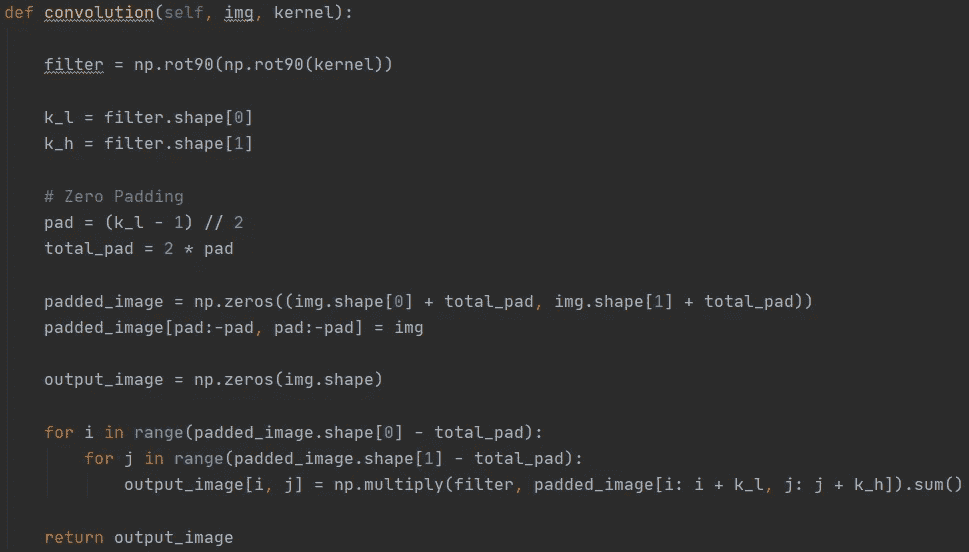 def convolution(self, img, kernel):
filter = np.rot90(np.rot90(kernel))
k_l = filter.shape[0]
k_h = filter.shape[1]
# Zero Padding
pad = (k_l - 1) // 2
total_pad = 2 * pad
padded_image = np.zeros((img.shape[0] + total_pad, img.shape[1] + total_pad))
padded_image[pad:-pad, pad:-pad] = img
output_image = np.zeros(img.shape)
for i in range(padded_image.shape[0] - total_pad):
for j in range(padded_image.shape[1] - total_pad):
output_image[i, j] = np.multiply(filter, padded_image[i: i + k_l, j: j + k_h]).sum()
return output_image